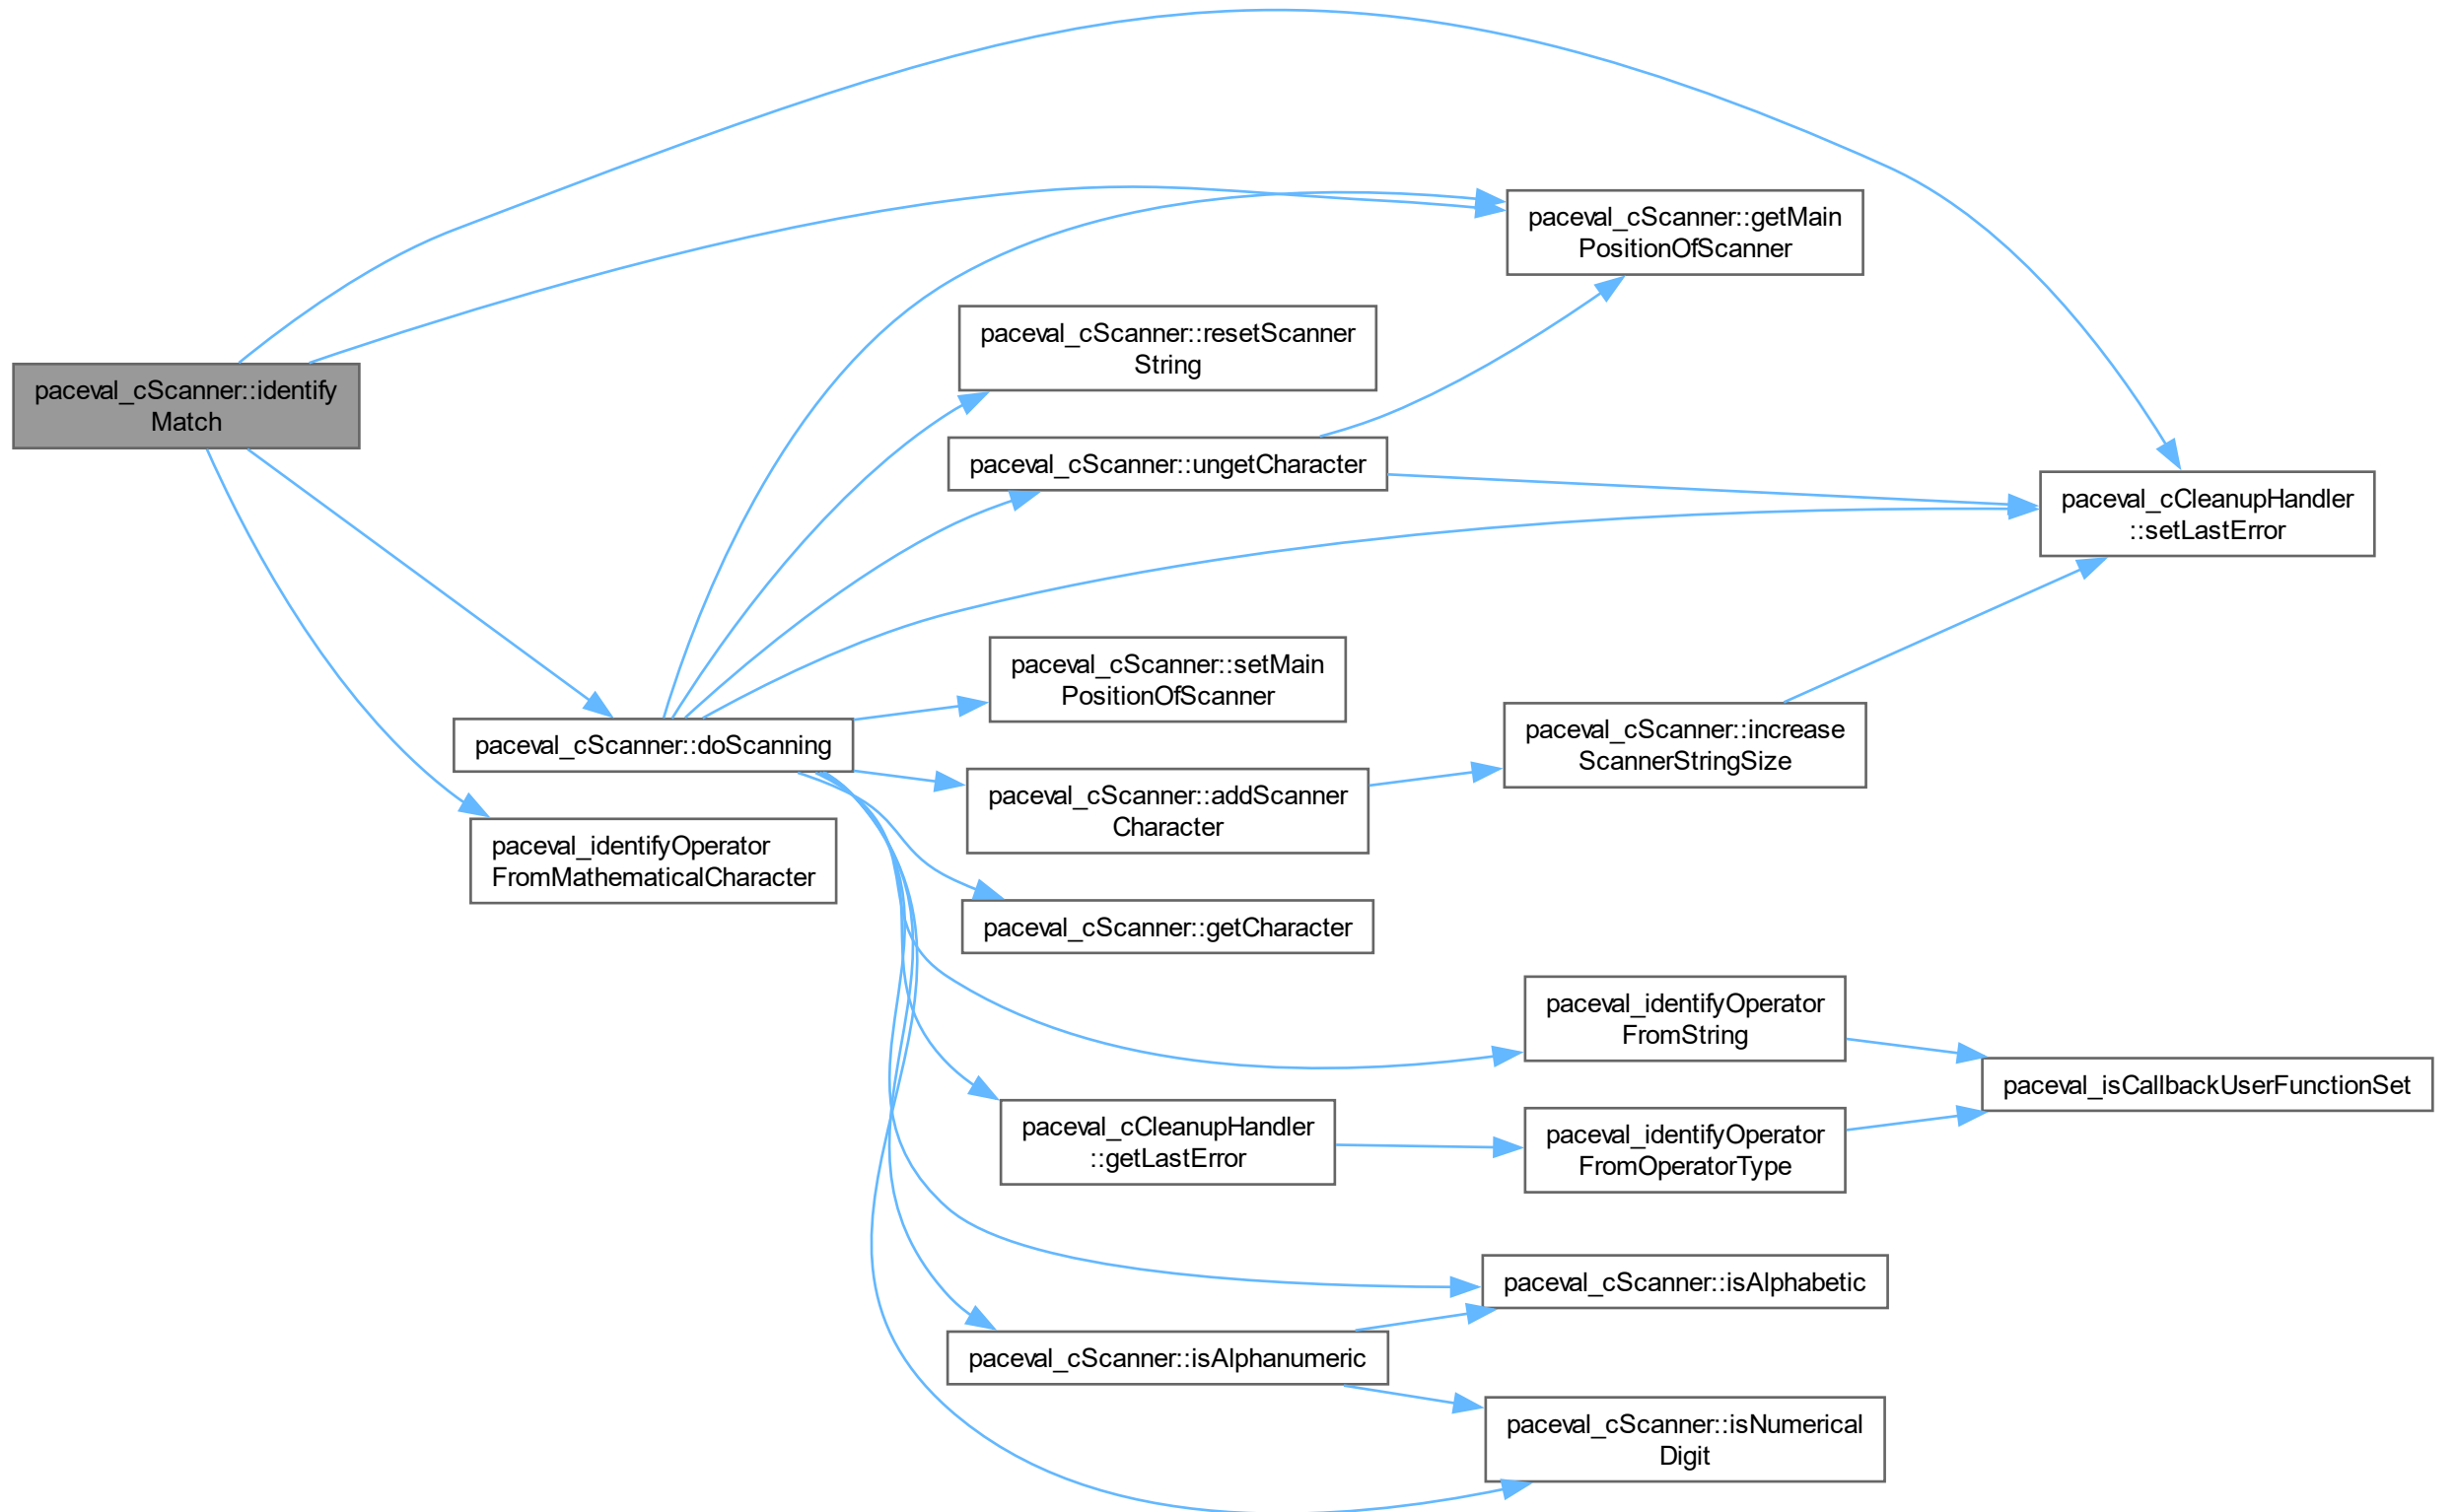 paceval_cScanner::getMain
PositionOfScanner
paceval_cScanner::resetScanner
String
paceval_cScanner::identify
Match
paceval_cScanner::ungetCharacter
paceval_cCleanupHandler
::setLastError
paceval_cScanner::setMain
PositionOfScanner
paceval_cScanner::increase
ScannerStringSize
paceval_cScanner::doScanning
paceval_cScanner::addScanner
Character
paceval_identifyOperator
FromMathematicalCharacter
paceval_cScanner::getCharacter
paceval_identifyOperator
FromString
paceval_isCallbackUserFunctionSet
paceval_cCleanupHandler
::getLastError
paceval_identifyOperator
FromOperatorType
paceval_cScanner::isAlphabetic
paceval_cScanner::isAlphanumeric
paceval_cScanner::isNumerical
Digit